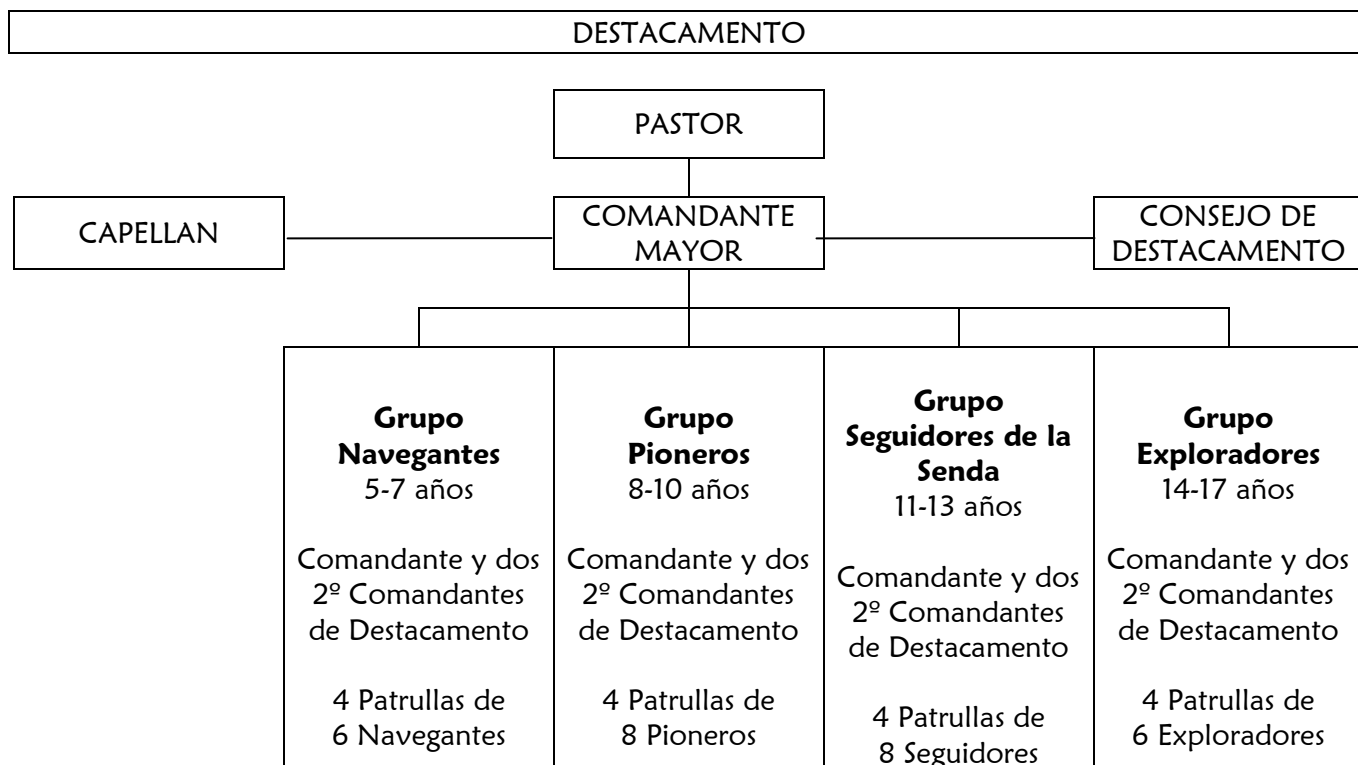 DESTACAMENTO
PASTOR
CAPELLAN
COMANDANTE
MAYOR
CONSEJO DE
DESTACAMENTO
Grupo
Navegantes
5-7 años
Comandante y dos
2º Comandantes
de Destacamento
4 Patrullas de
6 Navegantes
Grupo
Pioneros
8-10 años
Comandante y dos
2º Comandantes
de Destacamento
4 Patrullas de
8 Pioneros
Grupo
Seguidores de la
Senda
11-13 años
Comandante y dos
2º Comandantes
de Destacamento
4 Patrullas de
8 Seguidores
Grupo
Exploradores
14-17 años
Comandante y dos
2º Comandantes
de Destacamento
4 Patrullas de
6 Exploradores